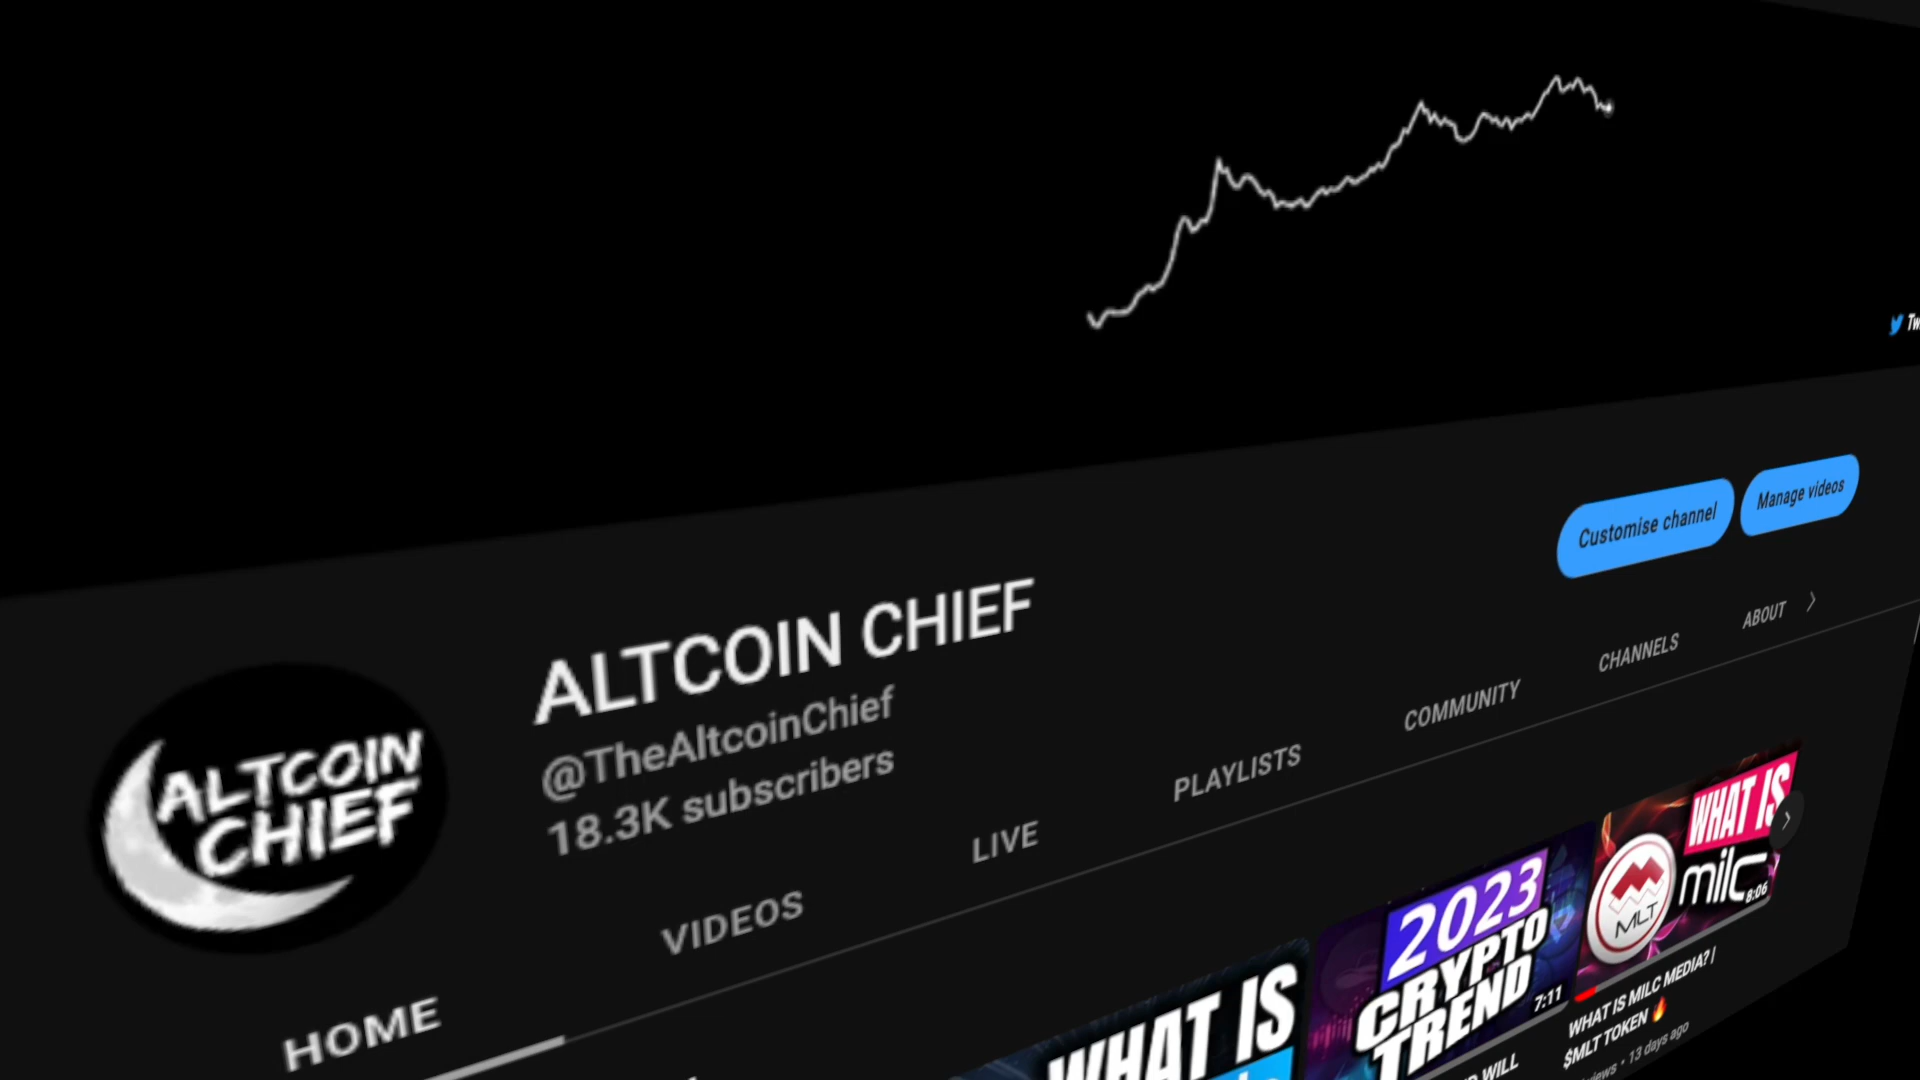 Customise channel
Manage videos
ALTCOIN CHIEF
@TheAltcoinChief
18.3K subscribers
ALTCOIN
CHIEF
HOME
VIDEOS
LIVE
PLAYLISTS
COMMUNITY
CHANNELS
ABOUT
WHAT IS
2023
CRYPTO
TREND
7:11
WILL
WHAT IS
MLT
milc
8:06
WHAT IS MILC MEDIA? |
$MLT TOKEN 🔥
13 days ago